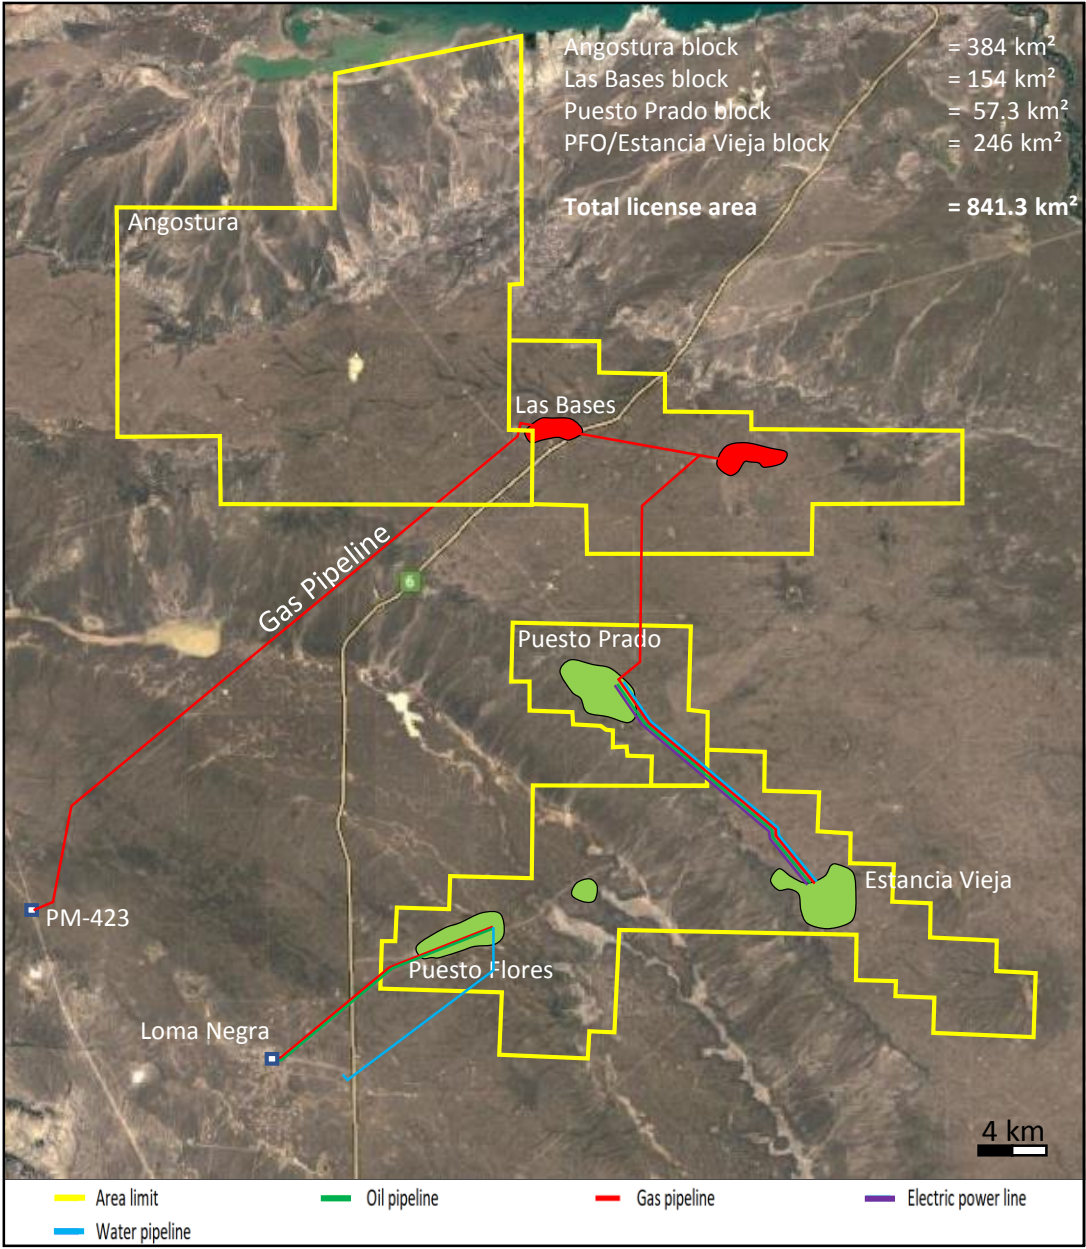 Angostura block = 384 km²
Las Bases block = 154 km²
Puesto Prado block = 57.3 km²
PFO/Estancia Vieja block = 246 km²
Total license area = 841.3 km²
Angostura
Las Bases
Gas Pipeline
6
Puesto Prado
Estancia Vieja
PM-423
Puesto Flores
Loma Negra
4 km
Area limit
Oil pipeline
Gas pipeline
Electric power line
Water pipeline